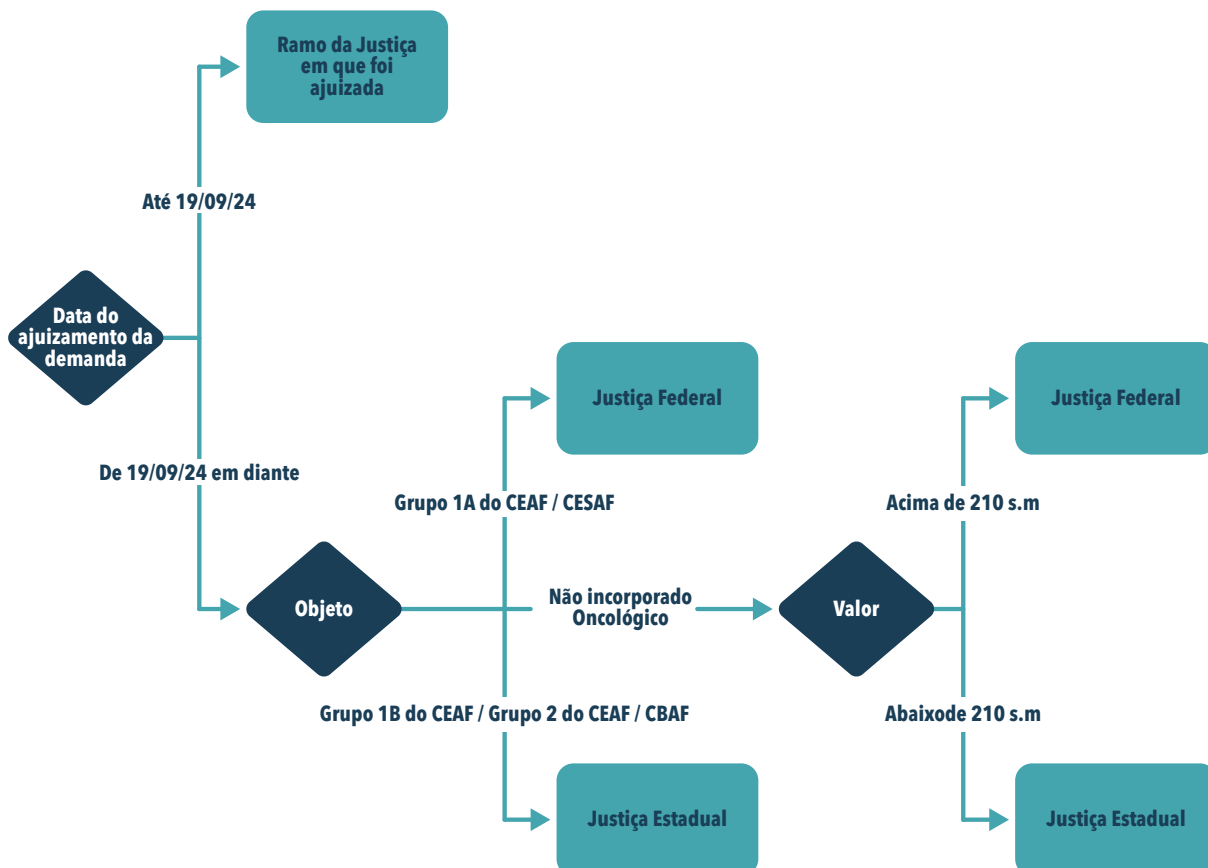 Ramo da Justiça
em que foi
ajuizada
Até 19/09/24
Data do
ajuizamento da
demanda
De 19/09/24 em diante
Justiça Federal
Justiça Federal
Grupo 1A do CEAF / CESAF
Acima de 210 s.m
Objeto
Não incorporado
Oncológico
Valor
Grupo 1B do CEAF / Grupo 2 do CEAF / CBAF
Abaixode 210 s.m
Justiça Estadual
Justiça Estadual